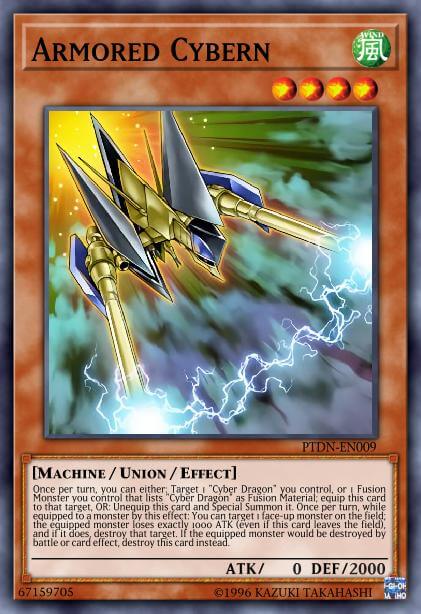 ARMORED CYBERN
WIND
風
PTDN-EN009
[MACHINE / UNION / EFFECT]
Once per turn, you can either: Target 1 "Cyber Dragon" you control, or 1 Fusion
Monster you control that lists "Cyber Dragon" as Fusion Material; equip this card
to that target, OR: Unequip this card and Special Summon it. Once per turn, while
equipped to a monster by this effect: You can target 1 face-up monster on the field;
the equipped monster loses exactly 1000 ATK (even if this card leaves the field),
and if it does, destroy that target. If the equipped monster would be destroyed by
battle or card effect, destroy this card instead.
ATK/ 0 DEF/2000
67159705 ©1996 KAZUKI TAKAHASHI